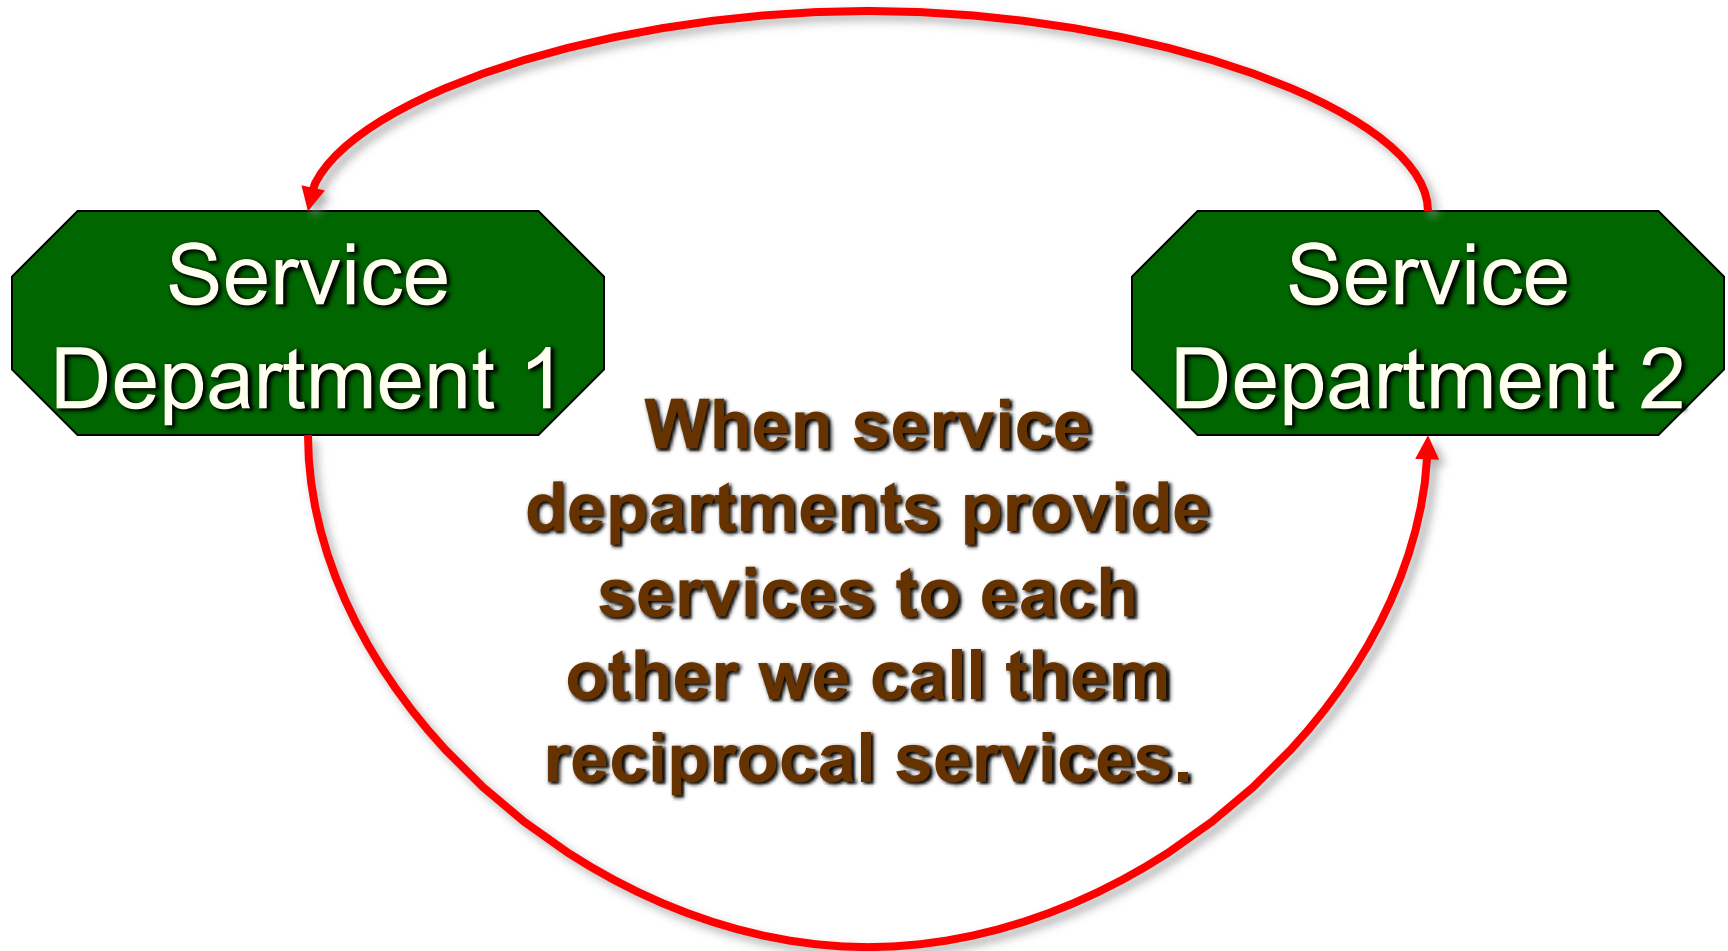 Service
Department 1
Service
Department 2
When service
departments provide
services to each
other we call them
reciprocal services.